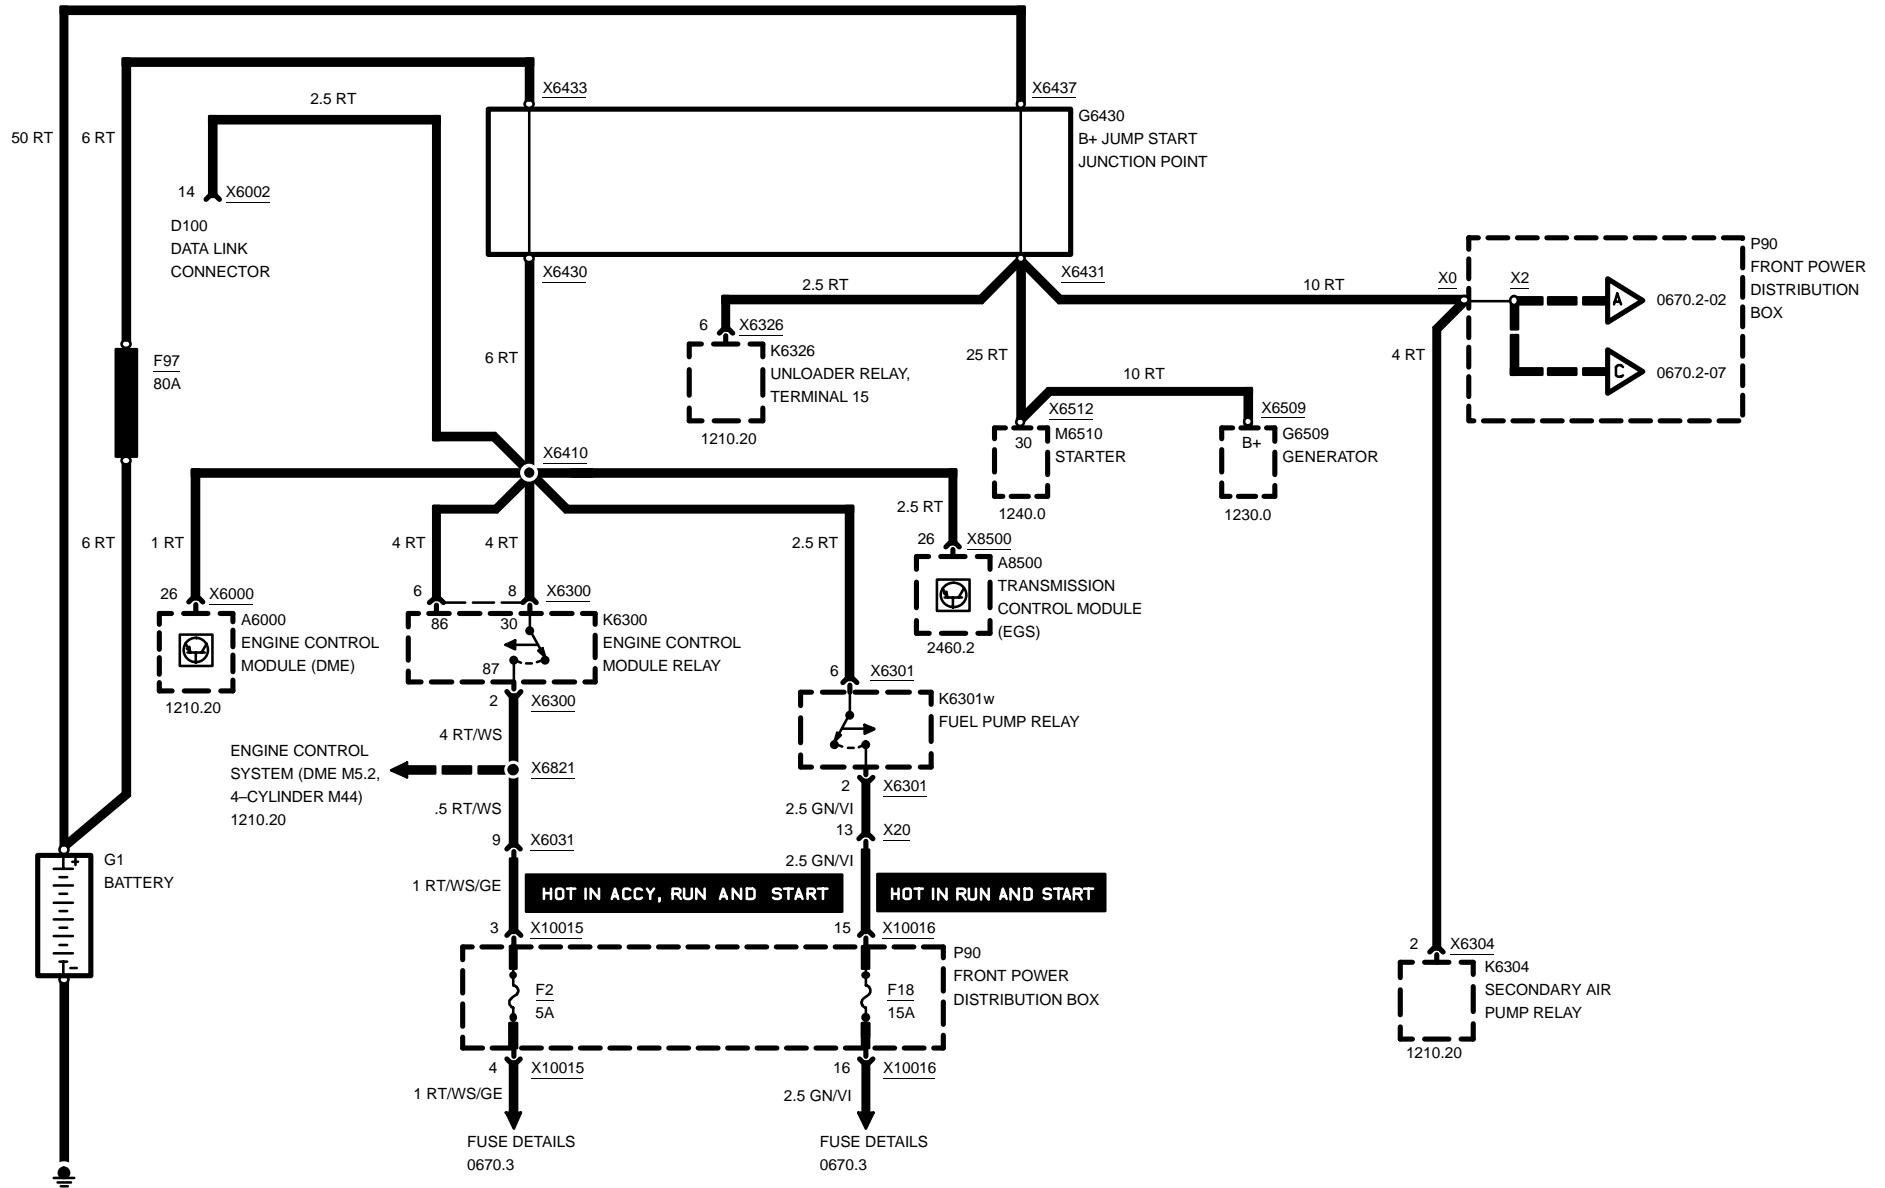 2.5 RT
X6433
X6437
50 RT
6 RT
G6430
B+ JUMP START
JUNCTION POINT
14
X6002
D100
DATA LINK
CONNECTOR
X6430
X6431
2.5 RT
10 RT
X0
X2
P90
FRONT POWER
DISTRIBUTION
BOX
A
0670.2-02
C
0670.2-07
6
X6326
K6326
UNLOADER RELAY,
TERMINAL 15
1210.20
6 RT
25 RT
4 RT
F97
80A
10 RT
X6512
X6509
30
M6510
STARTER
1240.0
B+
G6509
GENERATOR
1230.0
X6410
6 RT
1 RT
4 RT
4 RT
2.5 RT
2.5 RT
26
X8500
A8500
TRANSMISSION
CONTROL MODULE
(EGS)
2460.2
26
X6000
A6000
ENGINE CONTROL
MODULE (DME)
1210.20
6
8
X6300
86
30
87
K6300
ENGINE CONTROL
MODULE RELAY
2
X6300
6
X6301
K6301w
FUEL PUMP RELAY
4 RT/WS
ENGINE CONTROL
SYSTEM (DME M5.2,
4–CYLINDER M44)
1210.20
X6821
2
X6301
.5 RT/WS
2.5 GN/VI
9
X6031
13
X20
1 RT/WS/GE
2.5 GN/VI
HOT IN ACCY, RUN AND START
HOT IN RUN AND START
G1
BATTERY
+
-
3
X10015
15
X10016
P90
FRONT POWER
DISTRIBUTION BOX
F2
5A
F18
15A
2
X6304
K6304
SECONDARY AIR
PUMP RELAY
1210.20
4
X10015
16
X10016
1 RT/WS/GE
2.5 GN/VI
FUSE DETAILS
0670.3
FUSE DETAILS
0670.3